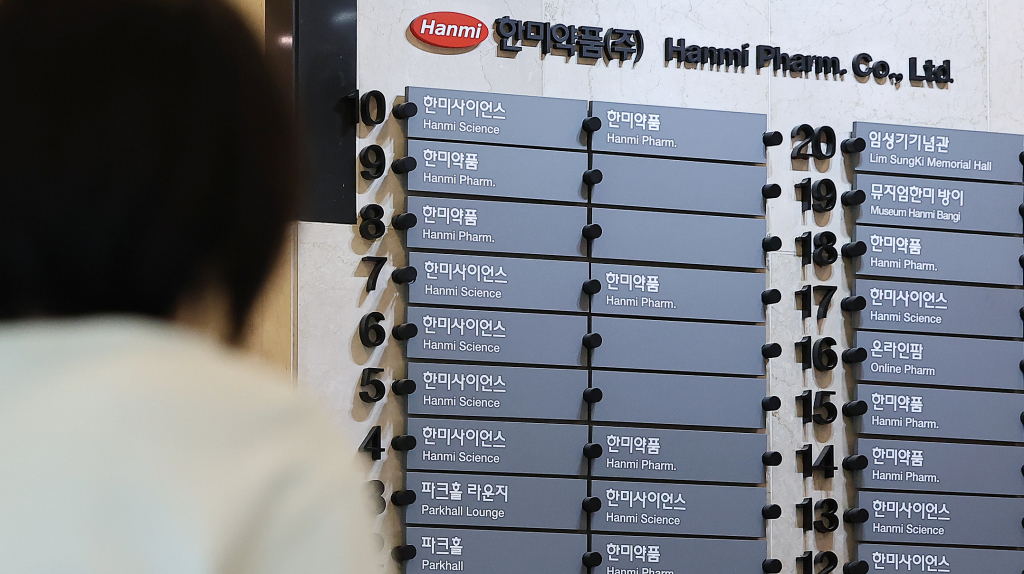 Hanmi 한미약품(주) Hanmi Pharm. Co., Ltd.
0 한미사이언스 한미약품
Hanmi Science Hanmi Pharm.
9 한미약품
Hanmi Pharm.
8 한미약품
Hanmi Pharm.
7 한미사이언스 한미약품
Hanmi Science Hanmi Pharm.
6 한미사이언스
Hanmi Science
5 한미사이언스
Hanmi Science
4 한미사이언스 한미약품
Hanmi Science Hanmi Pharm.
3 파크홀 라운지 한미사이언스
Parkhall Lounge Hanmi Science
파크홀 한미약품
Parkhall Hanmi Pharm.
20 임성기기념관
Lim SungKi Memorial Hall
19 뮤지엄한미 방이
Museum Hanmi Bangi
18 한미약품
Hanmi Pharm.
17 한미사이언스
Hanmi Science
16 온라인팜
Online Pharm
15 한미약품
Hanmi Pharm.
14 한미약품
Hanmi Pharm.
13 한미사이언스
Hanmi Science
12 한미사이언스